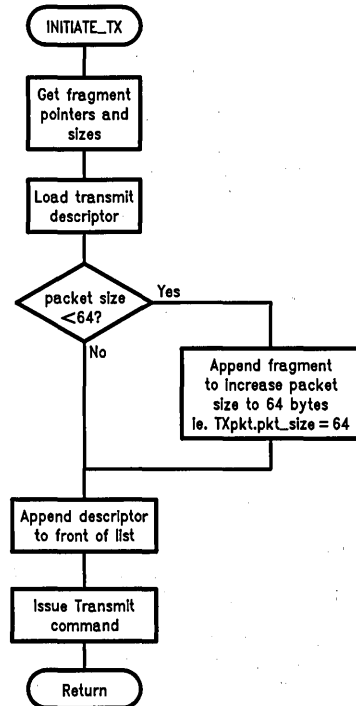 INITIATE_TX
Get fragment
pointers and
sizes
Load transmit
descriptor
packet size
<64?
Yes
No
Append fragment
to increase packet
size to 64 bytes
ie. TXpkt.pkt_size = 64
Append descriptor
to front of list
Issue Transmit
command
Return